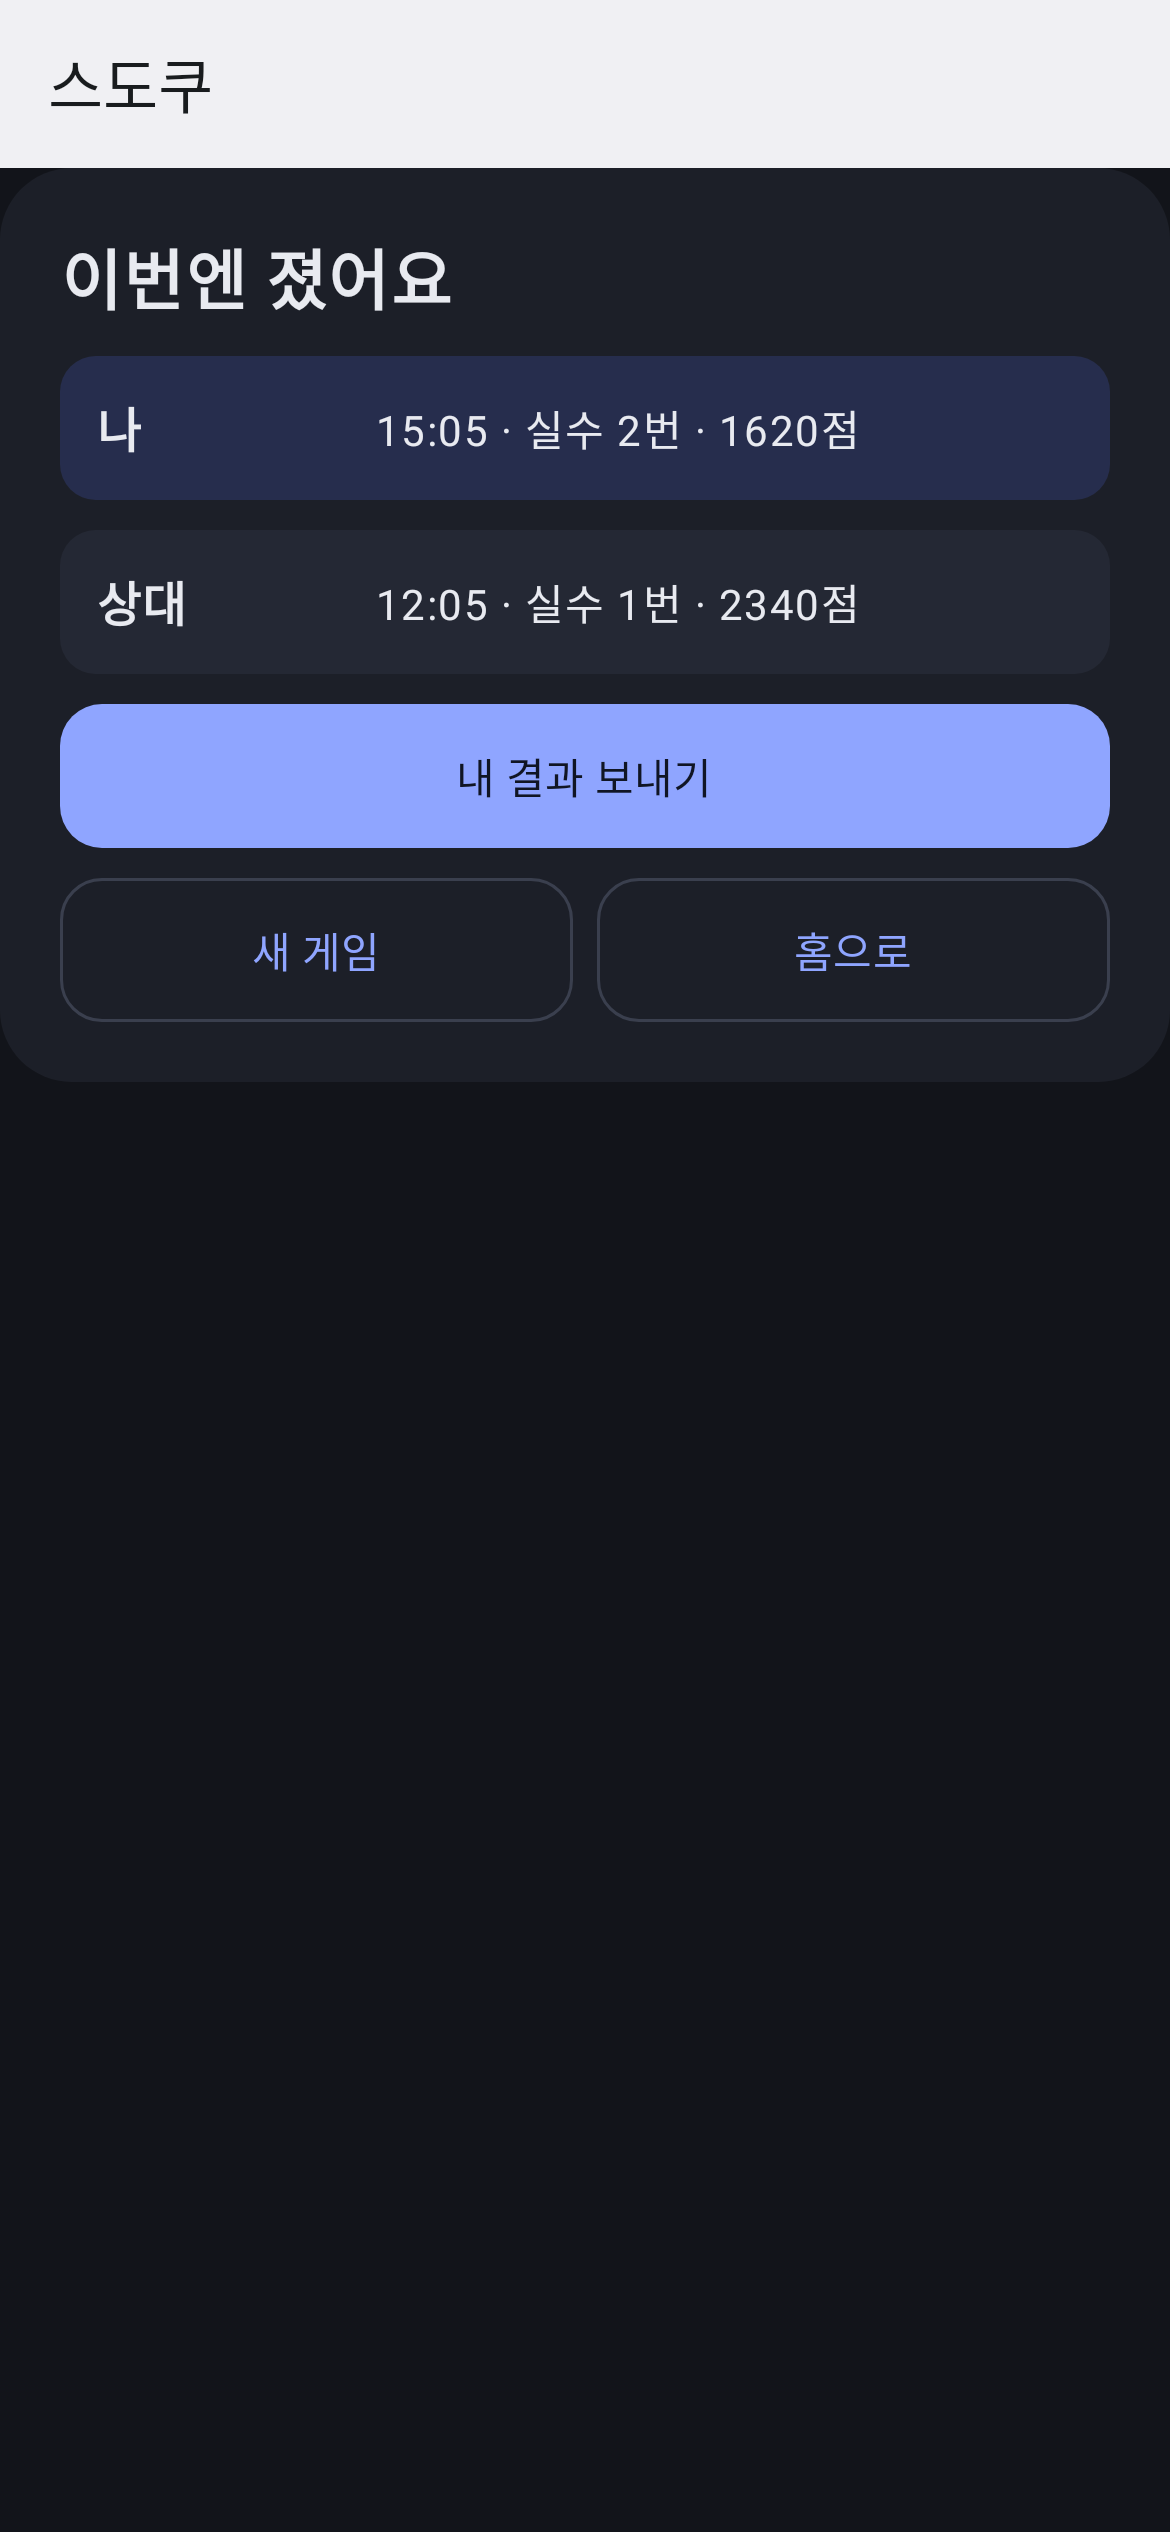 스도쿠
이번엔 졌어요
나 15:05 · 실수 2번 · 1620점
상대 12:05 · 실수 1번 · 2340점
내 결과 보내기
새 게임 홈으로